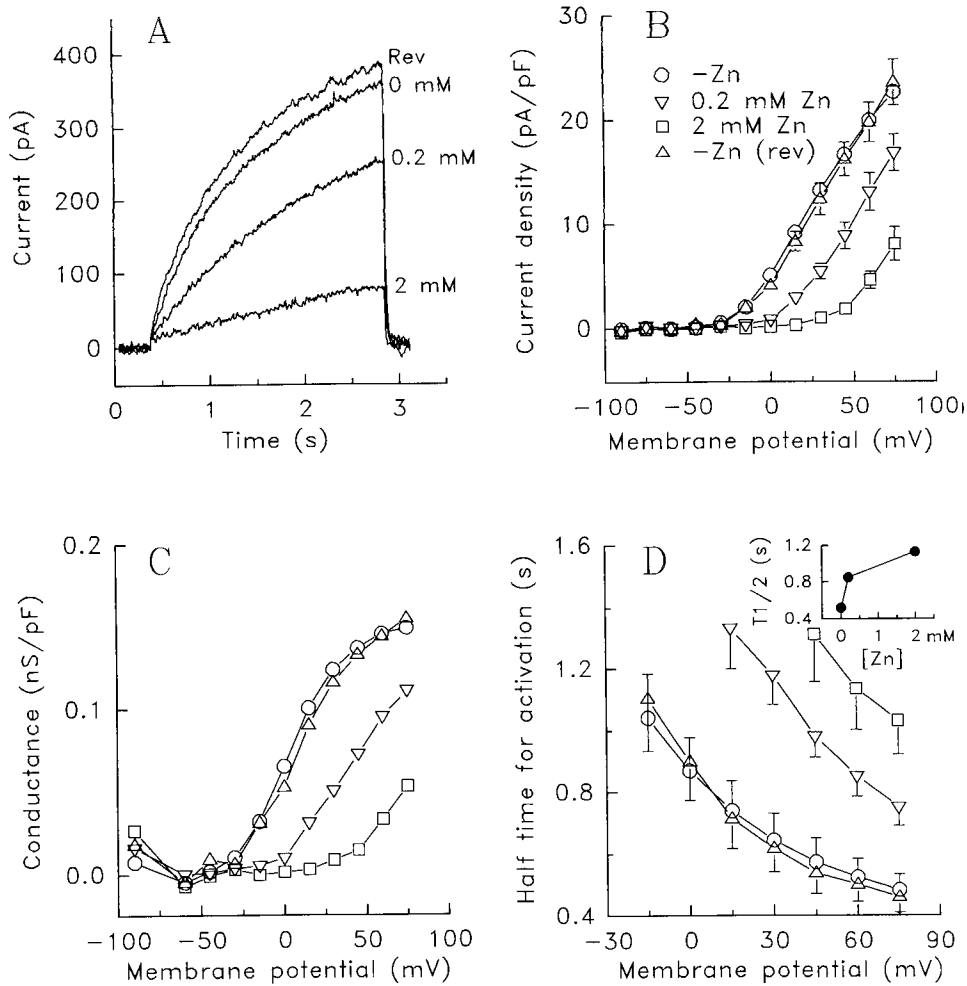 A
Current (pA)
400
300
200
100
0
Rev
0 mM
0.2 mM
2 mM
0 1 2 3
Time (s)
B
Current density (pA/pF)
30
20
10
0
-Zn
0.2 mM Zn
2 mM Zn
-Zn (rev)
-100 -50 0 50 100
Membrane potential (mV)
C
Conductance (nS/pF)
0.2
0.1
0.0
-100 -50 0 50 100
Membrane potential (mV)
D
Half time for activation (s)
1.6
1.2
0.8
0.4
T1/2 (s)
1.2
0.8
0.4
0 1 2 mM
[Zn]
-30 0 30 60 90
Membrane potential (mV)